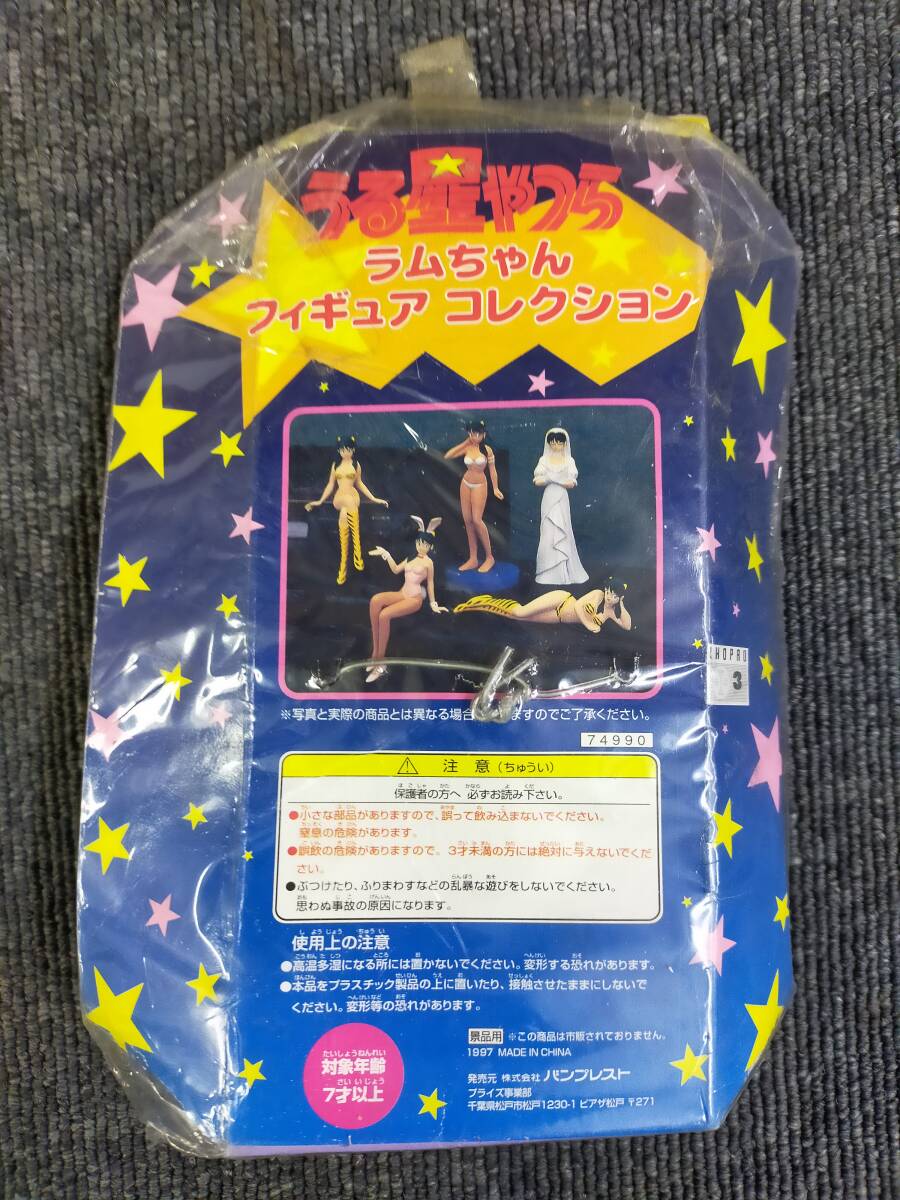 うる星やつら
ラムちゃん
フィギュア コレクション
※写真と実際の商品とは異なる場合 ますのでご了承ください。
HOPRO
3
74990
⚠ 注意(ちゅうい)
保護者の方へ 必ずお読み下さい。
●小さな部品がありますので、誤って飲み込まないでください。
窒息の危険があります。
●誤飲の危険がありますので、3才未満の方には絶対に与えないでくだ
さい。
●ぶつけたり、ふりまわすなどの乱暴な遊びをしないでください。
思わぬ事故の原因になります。
使用上の注意
●高温多湿になる所には置かないでください。変形する恐れがあります。
●本品をプラスチック製品の上に置いたり、接触させたままにしないで
ください。変形等の恐れがあります。
たいしょうねんれい
対象年齢
さいいじょう
7才以上
景品用 ※この商品は市販されておりません。
1997 MADE IN CHINA
発売元 株式会社 バンプレスト
プライズ事業部
千葉県松戸市松戸1230-1 ピアザ松戸 〒271